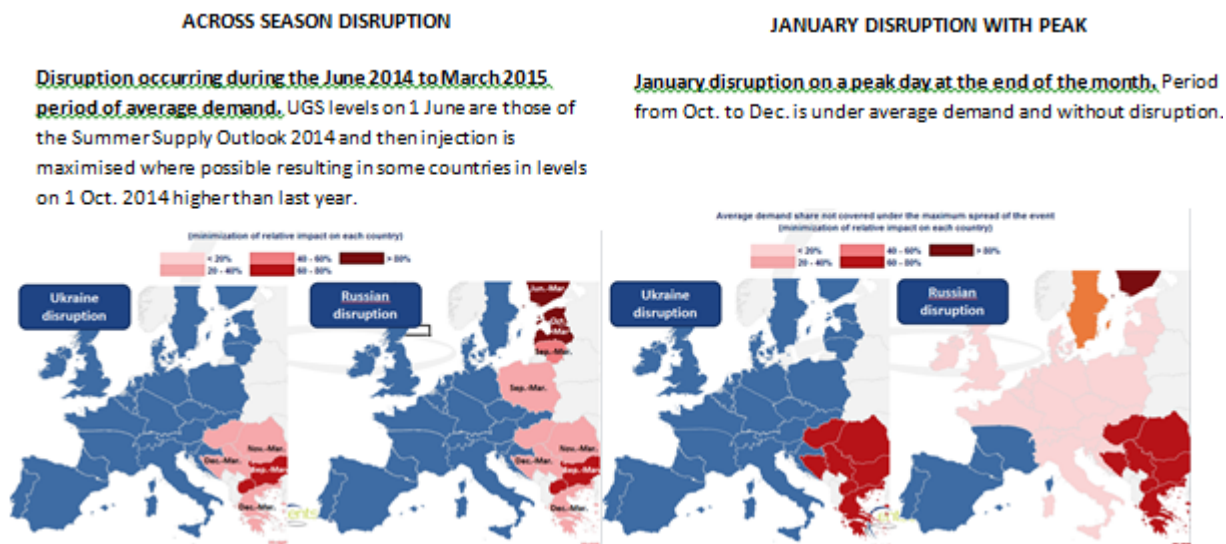 ACROSS SEASON DISRUPTION
Disruption occurring during the June 2014 to March 2015
period of average demand. UGS levels on 1 June are those of
the Summer Supply Outlook 2014 and then injection is
maximised where possible resulting in some countries in levels
on 1 Oct. 2014 higher than last year.
(minimization of relative impact on each country)
< 20%
40 - 60%
> 80%
20 - 40%
60 - 80%
Ukraine
disruption
Nov.-Mar.
Dec.-Mar.
Sep.-Mar.
Dec.-Mar.
Russian
disruption
Jun.-Mar.
Oct.
-Mar.
Sep.-Mar.
Sep.-Mar.
Nov.-Mar.
Dec.-Mar.
Sep.-Mar.
Dec.-Mar.
JANUARY DISRUPTION WITH PEAK
January disruption on a peak day at the end of the month. Period
from Oct. to Dec. is under average demand and without disruption.
Average demand share not covered under the maximum spread of the event
(minimization of relative impact on each country)
< 20%
40 - 60%
> 80%
20 - 40%
60 - 80%
Ukraine
disruption
Russian
disruption